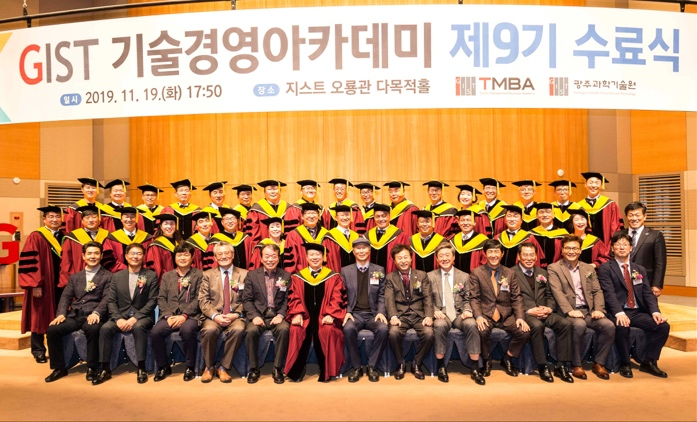 GIST 기술경영아카데미 제9기 수료식
일시 2019. 11. 19.(화) 17:50 장소 지스트 오룡관 다목적홀 TMBA 광주과학기술원
G